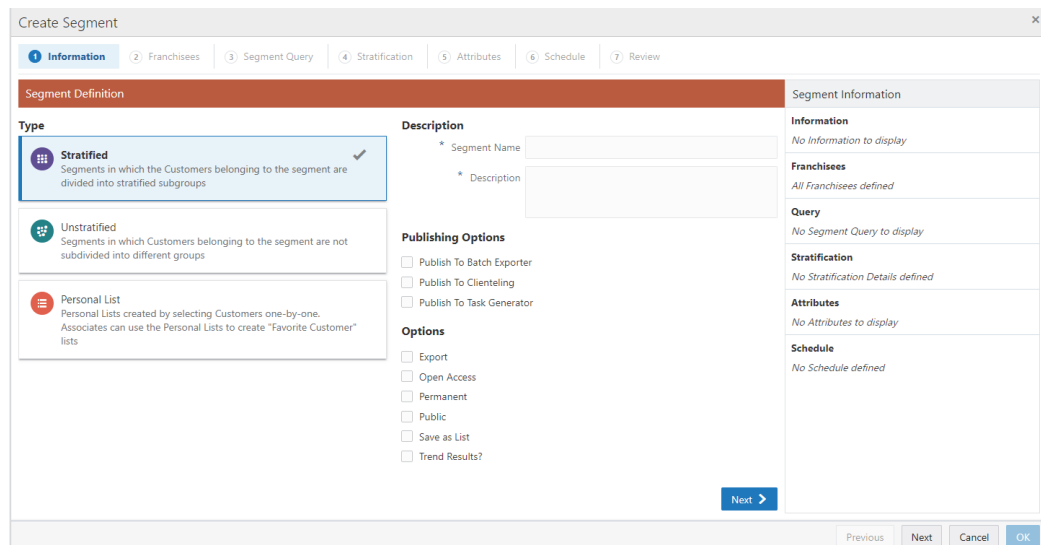 Create Segment
×
1 Information 2 Franchisees 3 Segment Query 4 Stratification 5 Attributes 6 Schedule 7 Review
Segment Definition
Type
Stratified
Segments in which the Customers belonging to the segment are
divided into stratified subgroups
Unstratified
Segments in which Customers belonging to the segment are not
subdivided into different groups
Personal List
Personal Lists created by selecting Customers one-by-one.
Associates can use the Personal Lists to create "Favorite Customer"
lists
Description
* Segment Name
* Description
Publishing Options
Publish To Batch Exporter
Publish To Clienteling
Publish To Task Generator
Options
Export
Open Access
Permanent
Public
Save as List
Trend Results?
Next
Segment Information
Information
No Information to display
Franchisees
All Franchisees defined
Query
No Segment Query to display
Stratification
No Stratification Details defined
Attributes
No Attributes to display
Schedule
No Schedule defined
Previous Next Cancel OK